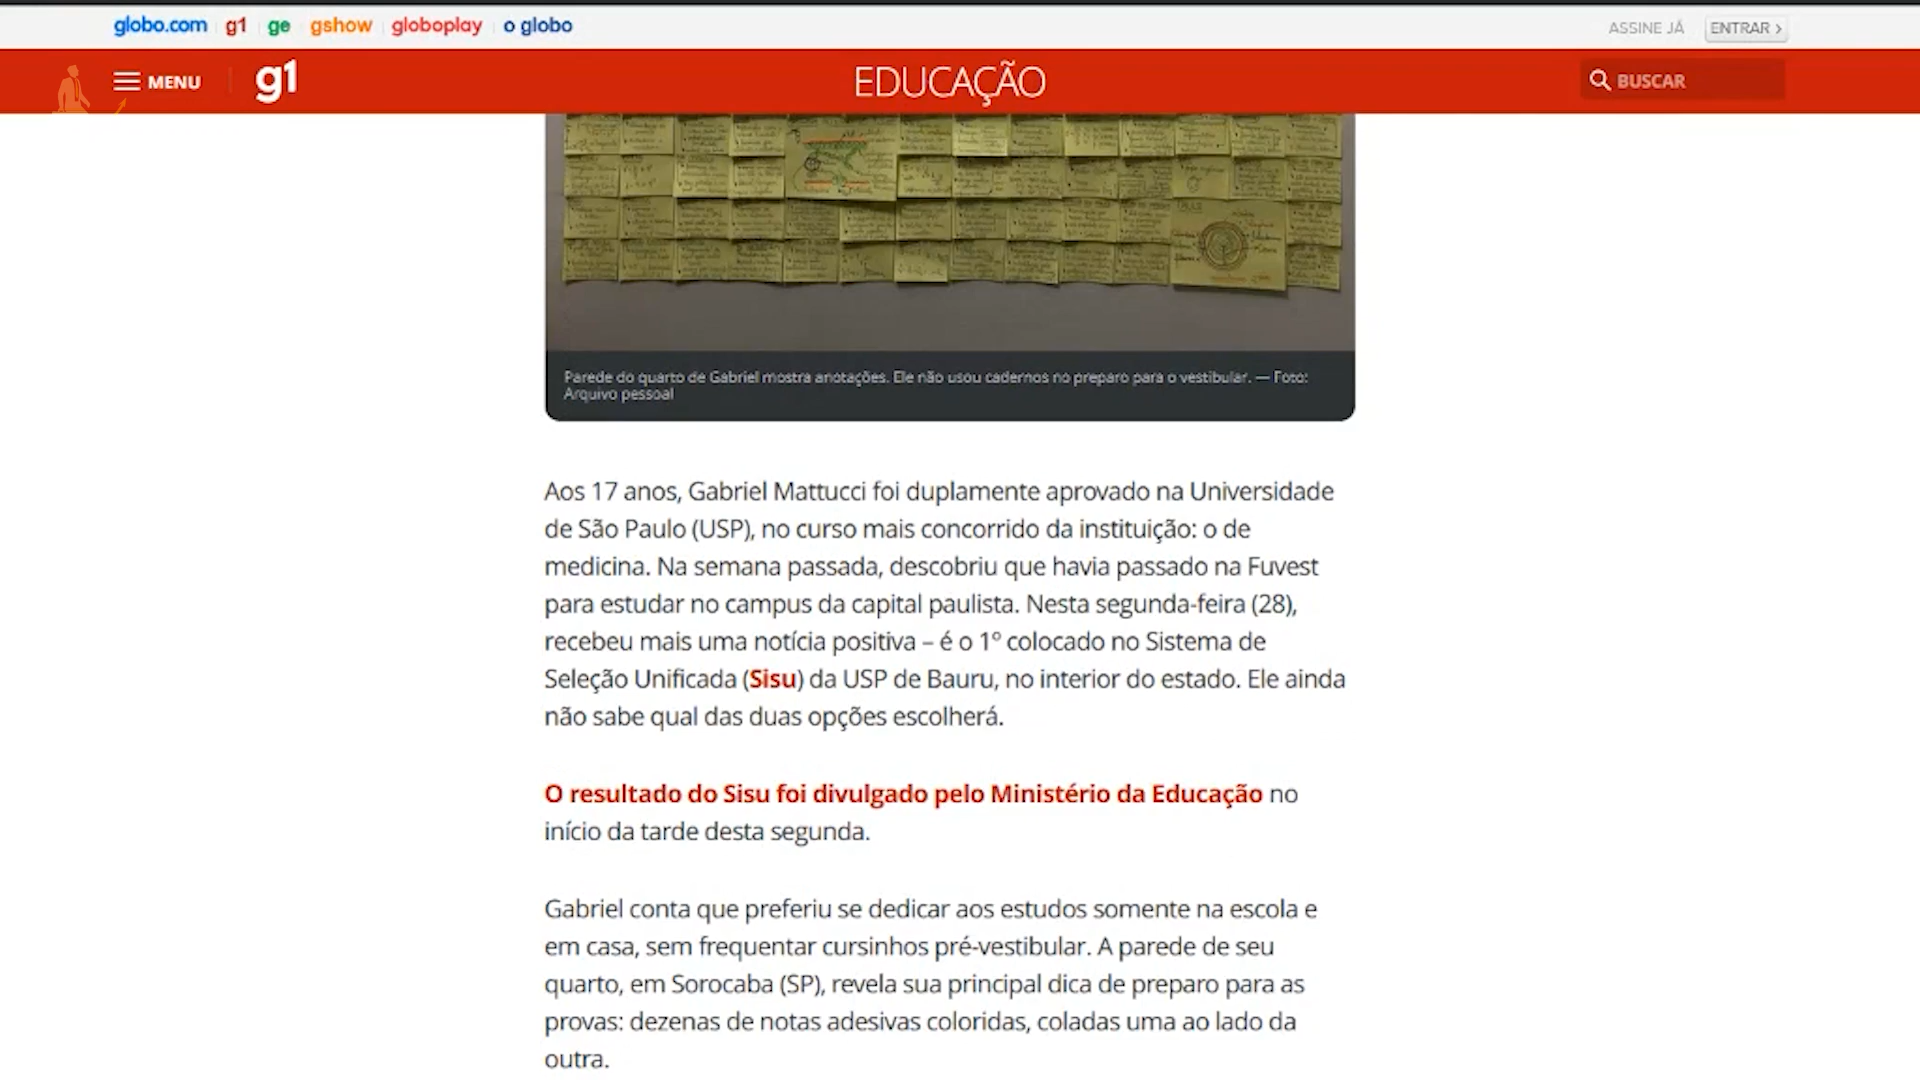 globo.com g1 ge gshow globoplay o globo
ASSINE JÁ ENTRAR
MENU g1 EDUCAÇÃO BUSCAR
Parede do quarto de Gabriel mostra anotações. Ele não usou cadernos no preparo para o vestibular. — Foto:
Arquivo pessoal
Aos 17 anos, Gabriel Mattucci foi duplamente aprovado na Universidade
de São Paulo (USP), no curso mais concorrido da instituição: o de
medicina. Na semana passada, descobriu que havia passado na Fuvest
para estudar no campus da capital paulista. Nesta segunda-feira (28),
recebeu mais uma notícia positiva – é o 1º colocado no Sistema de
Seleção Unificada (Sisu) da USP de Bauru, no interior do estado. Ele ainda
não sabe qual das duas opções escolherá.
O resultado do Sisu foi divulgado pelo Ministério da Educação no
início da tarde desta segunda.
Gabriel conta que preferiu se dedicar aos estudos somente na escola e
em casa, sem frequentar cursinhos pré-vestibular. A parede de seu
quarto, em Sorocaba (SP), revela sua principal dica de preparo para as
provas: dezenas de notas adesivas coloridas, coladas uma ao lado da
outra.